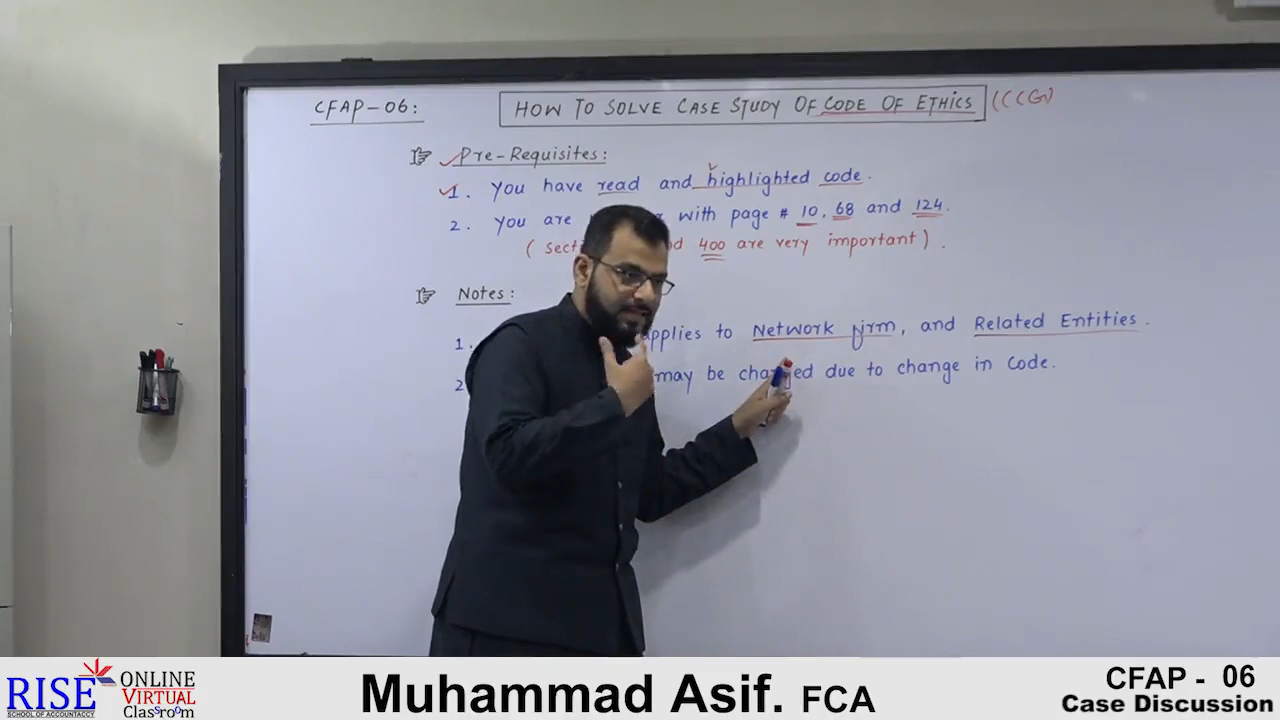 CFAP-06:
HOW TO SOLVE CASE STUDY OF CODE OF ETHICS
☞ Pre-Requisites:
1. You have read and highlighted code.
2. You are with page # 10, 68 and 124.
( 400 are very important ).
☞ Notes:
1. applies to Network firm, and Related Entities.
2 may be changed due to change in code.
RISE
SCHOOL OF ACCOUNTANCY
ONLINE
VIRTUAL
Classroom
Muhammad Asif. FCA
CFAP - 06
Case Discussion